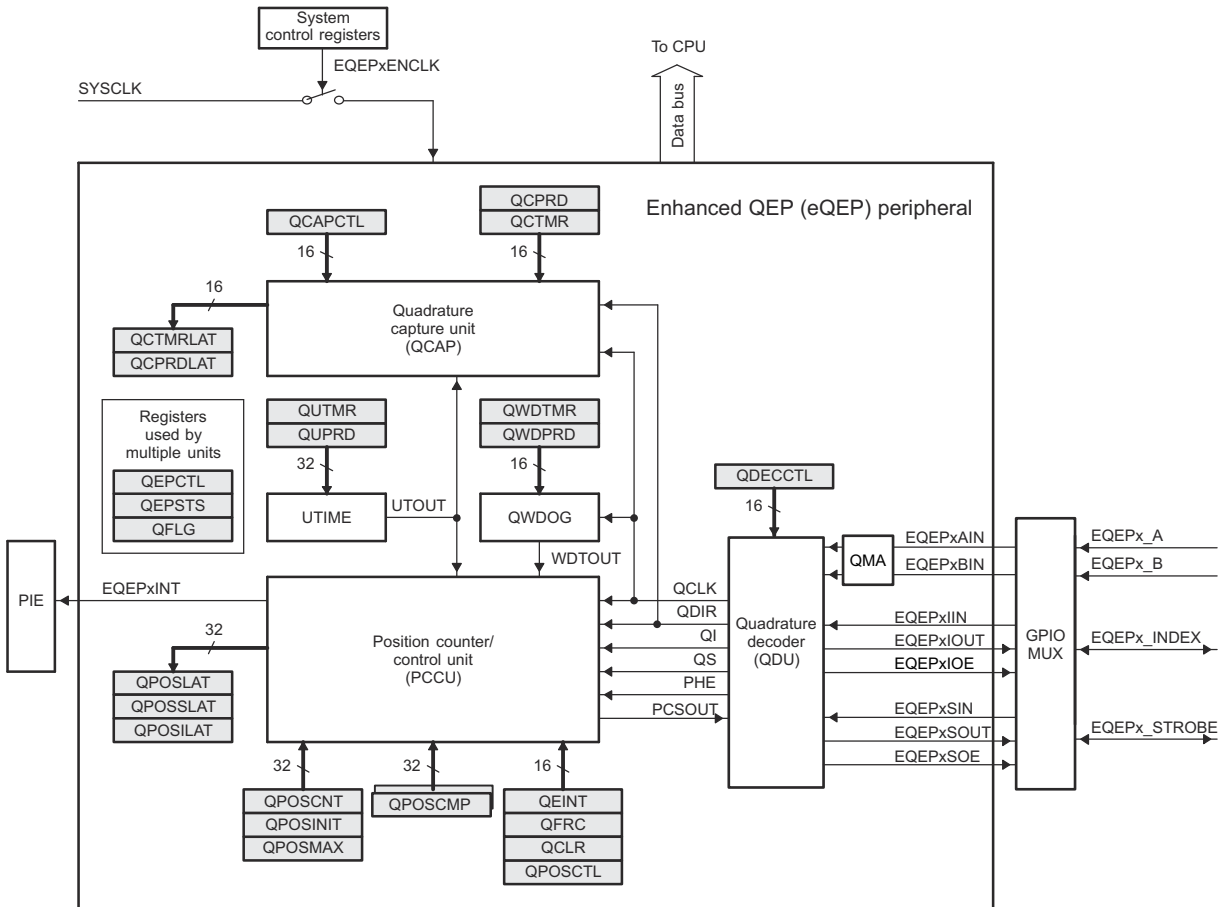 System
control registers
To CPU
EQEPxENCLK
SYSCLK
Data bus
Enhanced QEP (eQEP) peripheral
QCAPCTL
QCPRD
QCTMR
16
16
16
Quadrature
capture unit
(QCAP)
QCTMRLAT
QCPRDLAT
Registers
used by
multiple units
QEPCTL
QEPSTS
QFLG
QUTMR
QUPRD
32
QWDTMR
QWDPRD
16
UTIME
UTOUT
QWDOG
WDTOUT
QDECCTL
16
EQEPxAIN
EQEPxBIN
QMA
EQEPx_A
EQEPx_B
PIE
EQEPxINT
QCLK
QDIR
QI
QS
PHE
PCSOUT
Position counter/
control unit
(PCCU)
Quadrature
decoder
(QDU)
EQEPxIIN
EQEPxIOUT
EQEPxIOE
GPIO
MUX
EQEPx_INDEX
EQEPxSIN
EQEPxSOUT
EQEPxSOE
EQEPx_STROBE
32
QPOSLAT
QPOSSLAT
QPOSILAT
32
32
16
QPOSCNT
QPOSINIT
QPOSMAX
QPOSCMP
QEINT
QFRC
QCLR
QPOSCTL